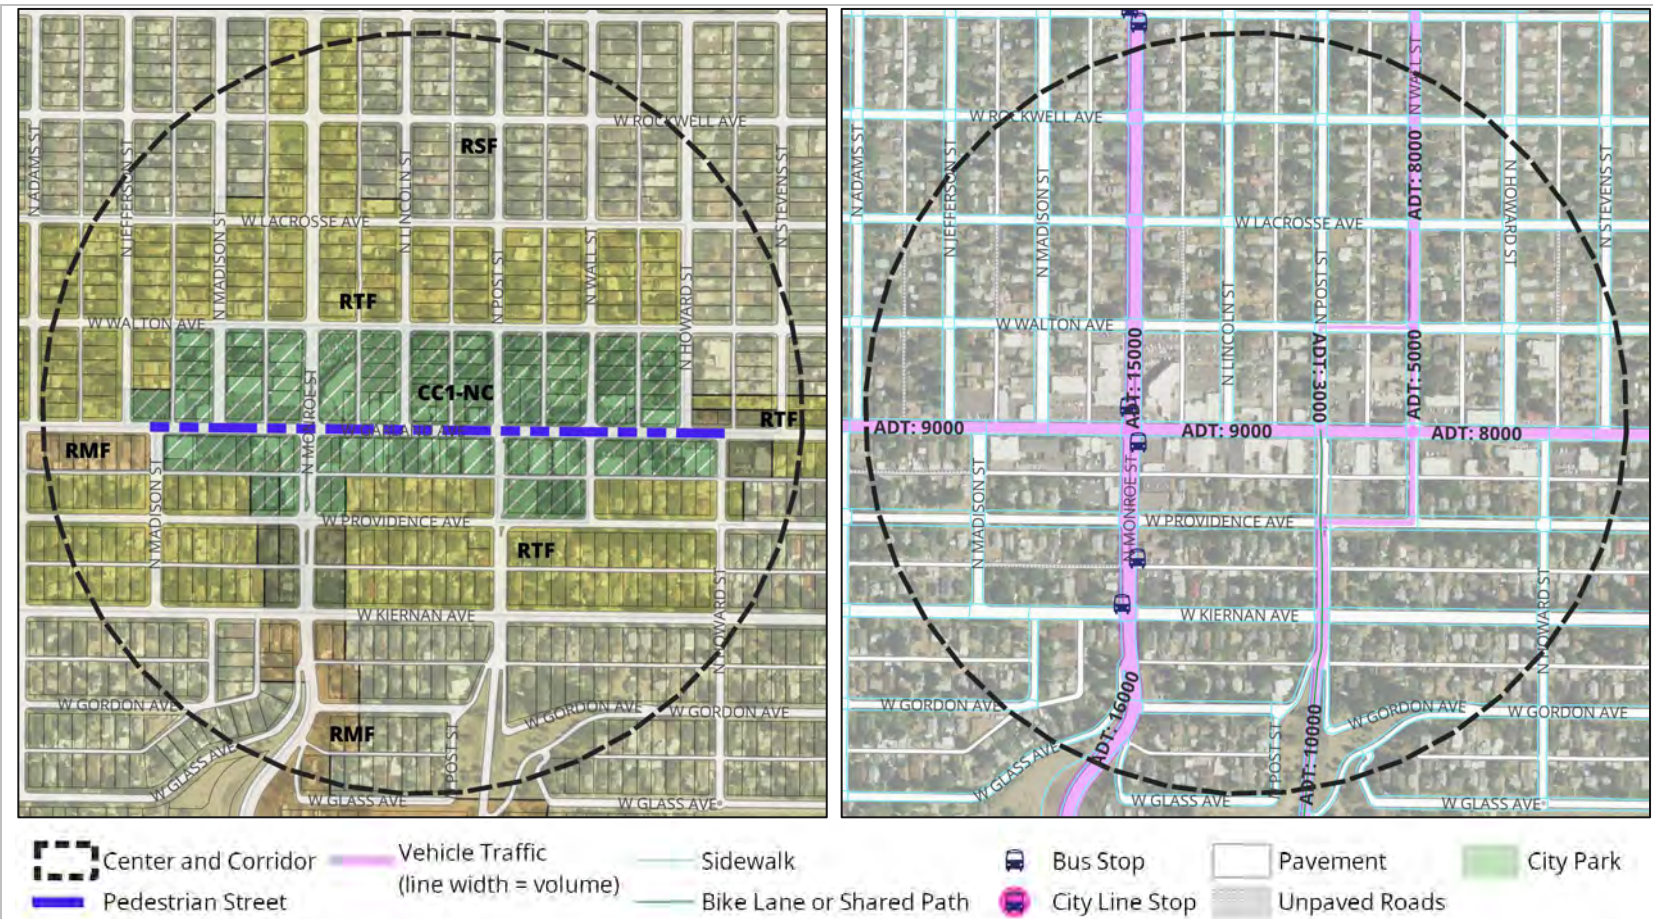 N ADAMS ST
N JEFFERSON ST
W ROCKWELL AVE
RSF
N LINCOLN ST
N STEVENS ST
N MADISON ST
W LACROSSE AVE
N POST ST
N WALL ST
N HOWARD ST
RTF
W WALTON AVE
CC1-NC
N MONROE ST
RTF
RMF
N MADISON ST
W PROVIDENCE AVE
RTF
W KIERNAN AVE
N HOWARD ST
W GORDON AVE
W GORDON AVE
W GORDON AVE
RMF
POST ST
W GLASS AVE
W GLASS AVE
W GLASS AVE
N WALL ST
W ROCKWELL AVE
N ADAMS ST
N JEFFERSON ST
N MADISON ST
ADT: 8000
N HOWARD ST
N STEVENS ST
W LACROSSE AVE
N POST ST
N LINCOLN ST
W WALTON AVE
ADT: 15000
ADT: 3000
ADT: 5000
ADT: 9000
ADT: 9000
ADT: 8000
N MADISON ST
N MONROE ST
W PROVIDENCE AVE
W KIERNAN AVE
N HOWARD ST
W GORDON AVE
ADT: 16000
ADT: 10000
W GORDON AVE
W GORDON AVE
POST ST
W GLASS AVE
W GLASS AVE
W GLASS AVE
Center and Corridor
Pedestrian Street
Vehicle Traffic
(line width = volume)
Sidewalk
Bike Lane or Shared Path
Bus Stop
City Line Stop
Pavement
Unpaved Roads
City Park